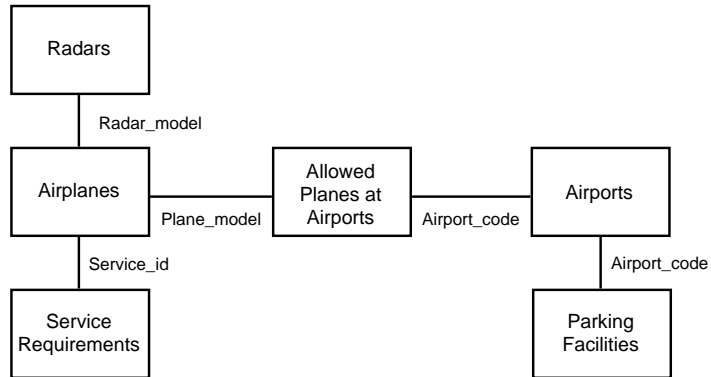 Radars
Radar_model
Airplanes
Plane_model
Allowed
Planes at
Airports
Airport_code
Airports
Service_id
Airport_code
Service
Requirements
Parking
Facilities